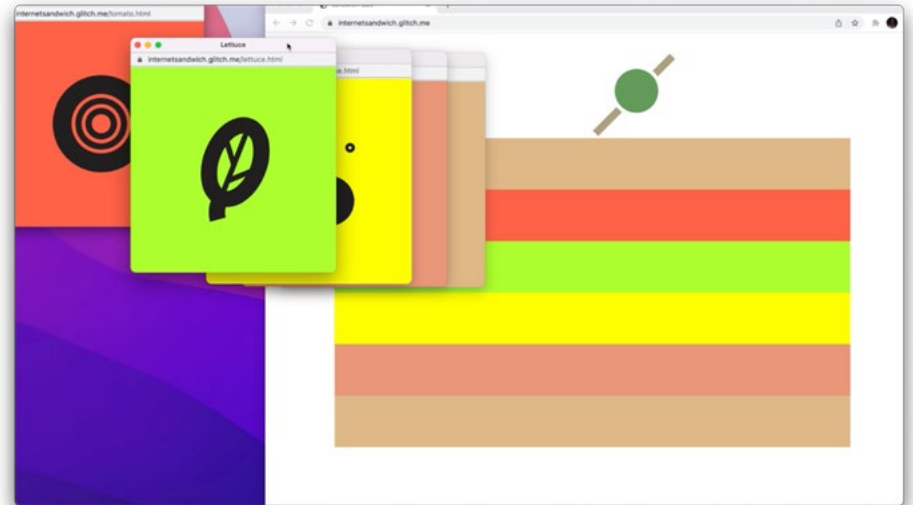 internetsandwich.glitch.me/tomato.html
internetsandwich.glitch.me
Lettuce
internetsandwich.glitch.me/lettuce.html
.html